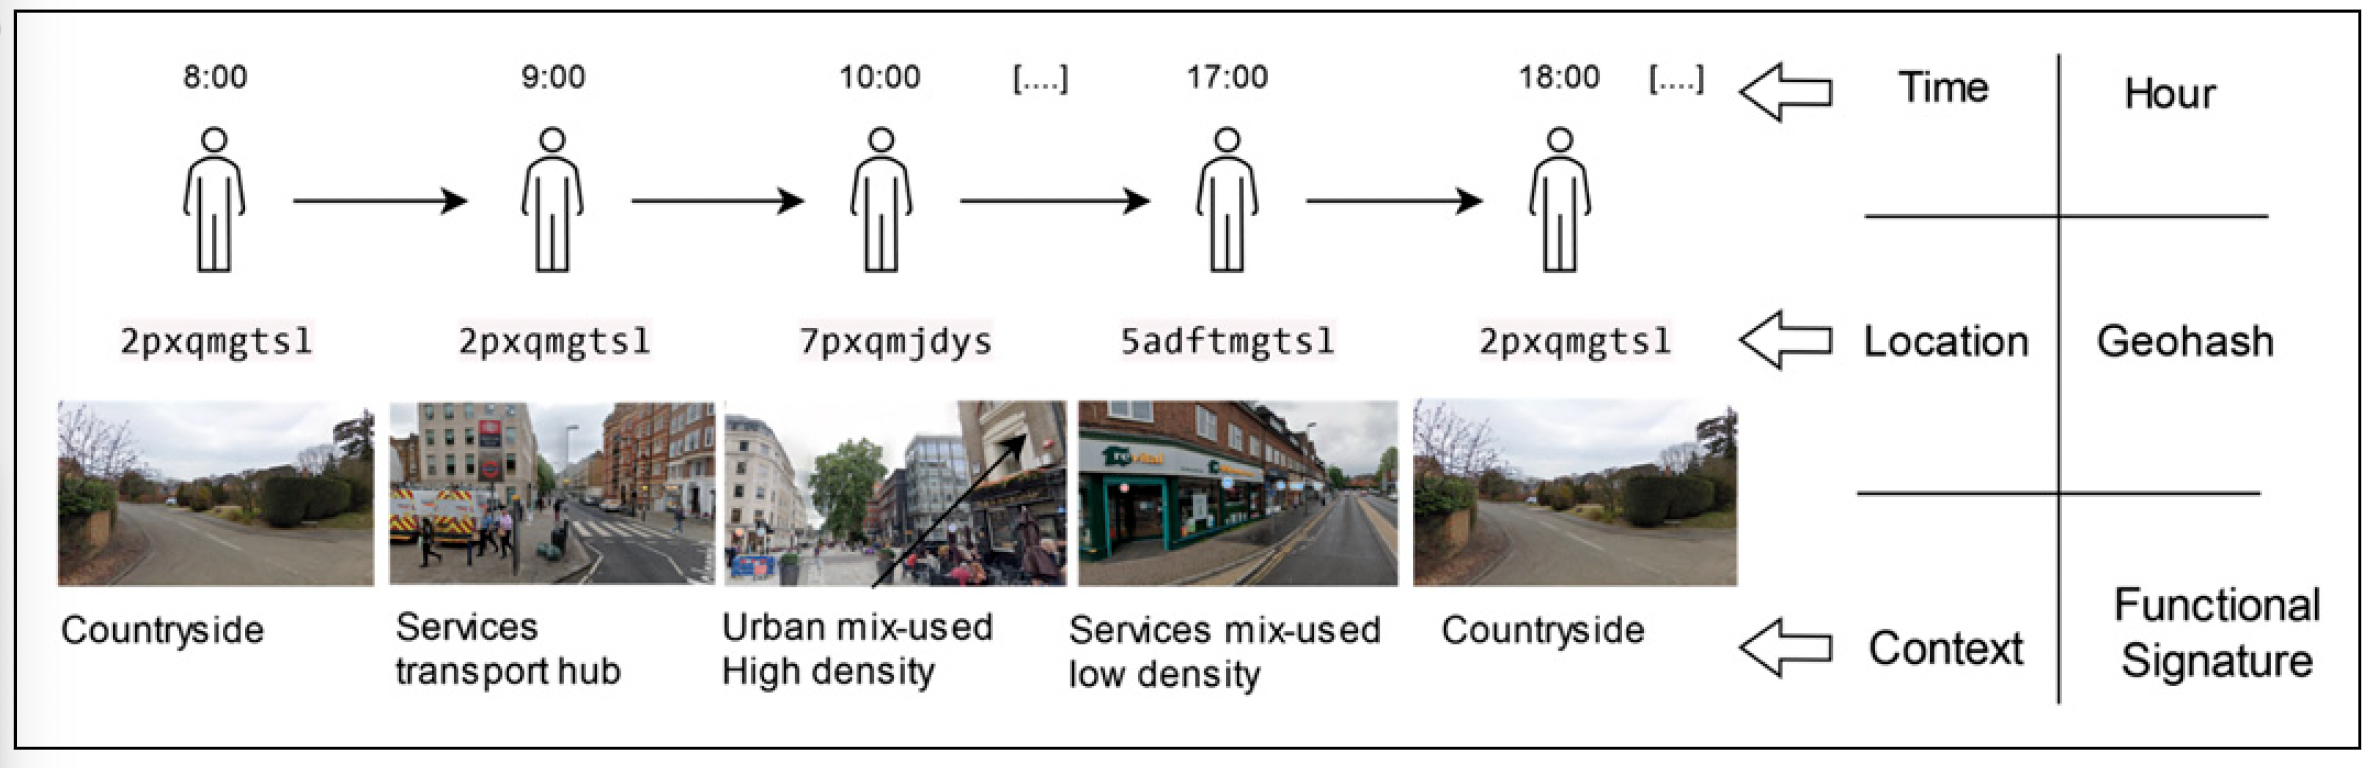 8:00 9:00 10:00 [....] 17:00 18:00 [....] Time Hour
2pxqmgtsl 2pxqmgtsl 7pxqmjdys 5adftmgtsl 2pxqmgtsl Location Geohash
revital
Countryside
Services
transport hub
Urban mix-used
High density
Services mix-used
low density
Countryside
Context
Functional
Signature